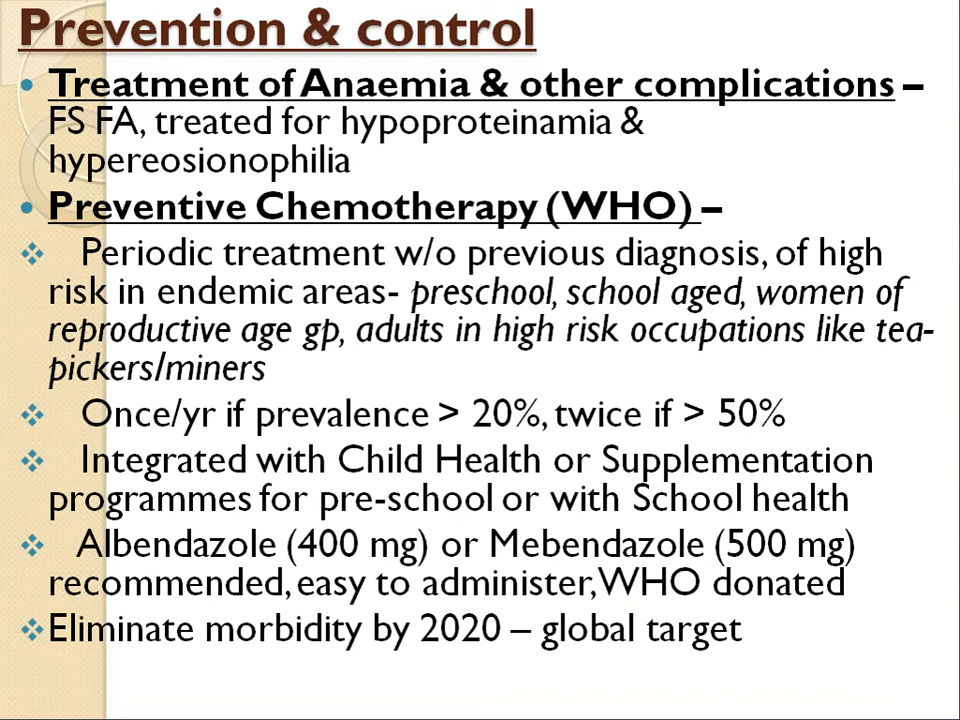 Prevention & control
• Treatment of Anaemia & other complications –
FS FA, treated for hypoproteinamia &
hypereosionophilia
• Preventive Chemotherapy (WHO) –
❖ Periodic treatment w/o previous diagnosis, of high
risk in endemic areas- preschool, school aged, women of
reproductive age gp, adults in high risk occupations like tea-
pickers/miners
❖ Once/yr if prevalence > 20%, twice if > 50%
❖ Integrated with Child Health or Supplementation
programmes for pre-school or with School health
❖ Albendazole (400 mg) or Mebendazole (500 mg)
recommended, easy to administer, WHO donated
❖ Eliminate morbidity by 2020 – global target